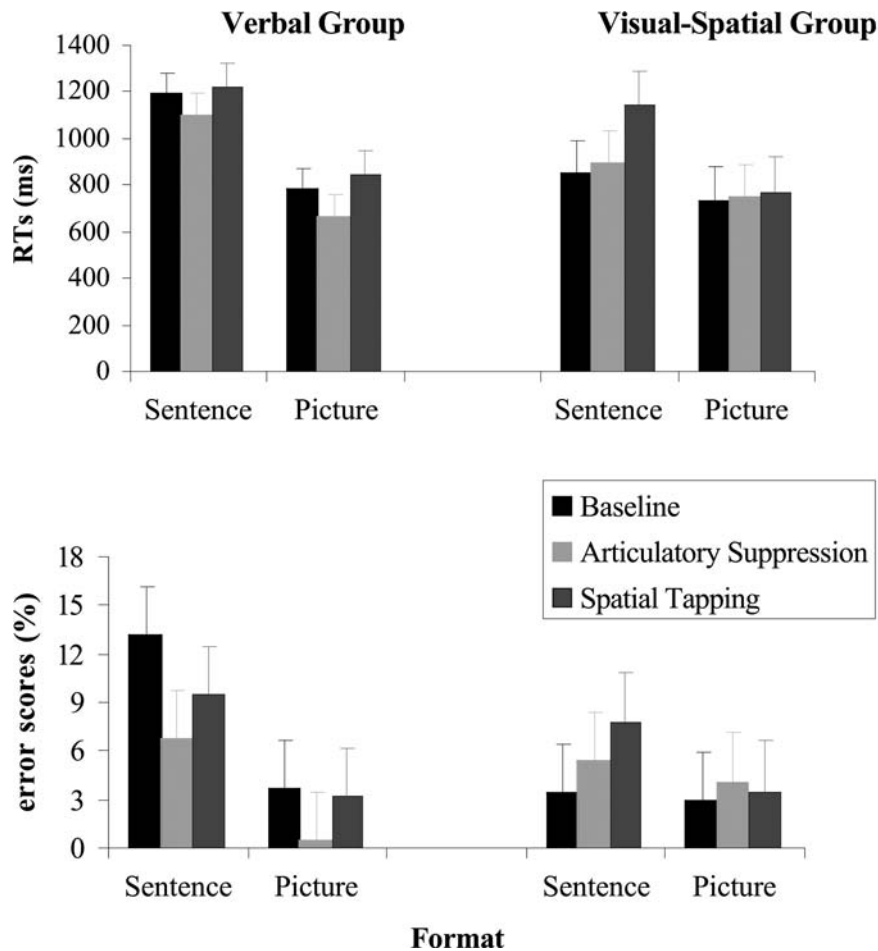 Verbal Group Visual-Spatial Group
1400
1200
1000
800
600
400
200
0
RTs (ms)
Sentence Picture Sentence Picture
Baseline
Articulatory Suppression
Spatial Tapping
18
15
12
9
6
3
0
error scores (%)
Sentence Picture Sentence Picture
Format